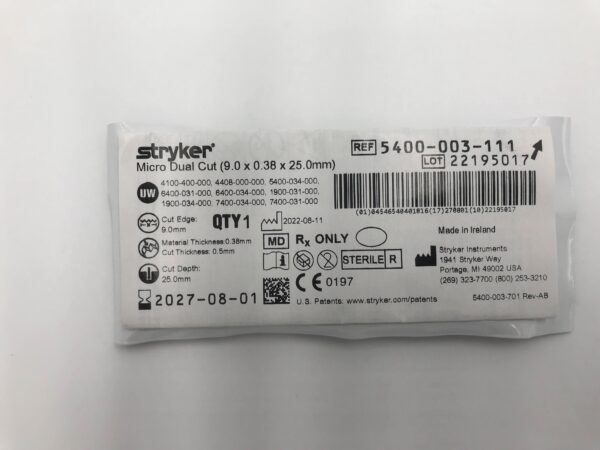 stryker®
REF 5400-003-111
LOT 22195017
Micro Dual Cut (9.0 x 0.38 x 25.0mm)
UW
4100-400-000, 4408-000-000, 5400-034-000,
6400-031-000, 6400-034-000, 1900-031-000,
1900-034-000, 7400-034-000, 7400-031-000
(01)04546540401016(17)270801(10)22195017
Cut Edge:
9.0mm
QTY 1
2022-08-11
Material Thickness:0.38mm
Cut Thickness: 0.5mm
MD
Rx ONLY
Made in Ireland
Cut Depth:
25.0mm
STERILE R
Stryker Instruments
1941 Stryker Way
Portage, MI 49002 USA
(269) 323-7700 (800) 253-3210
2027-08-01
CE 0197
U.S. Patents: www.stryker.com/patents
5400-003-701 Rev-AB